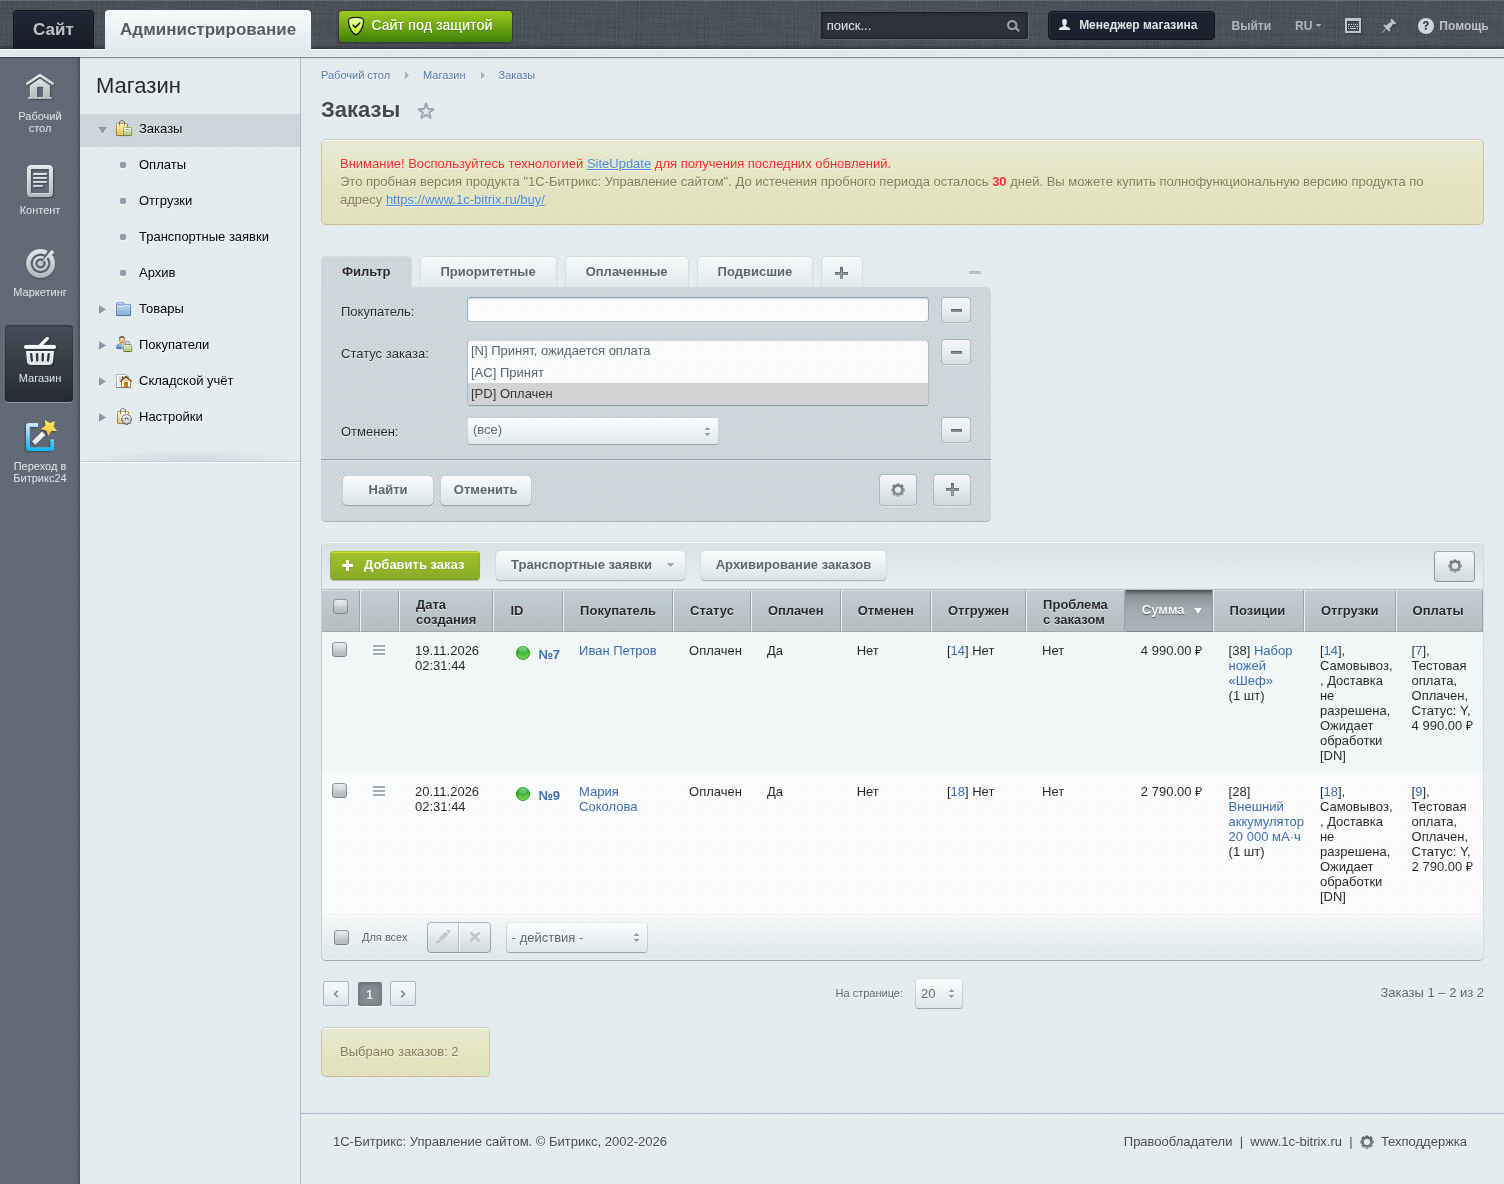 Сайт
Администрирование
Сайт под защитой
поиск...
Менеджер магазина
Выйти
RU
Помощь
Рабочий стол
Контент
Маркетинг
Магазин
Переход в Битрикс24
Магазин
Заказы
Оплаты
Отгрузки
Транспортные заявки
Архив
Товары
Покупатели
Складской учёт
Настройки
Рабочий стол
Магазин
Заказы
Заказы
Внимание! Воспользуйтесь технологией SiteUpdate для получения последних обновлений.
Это пробная версия продукта "1С-Битрикс: Управление сайтом". До истечения пробного периода осталось 30 дней. Вы можете купить полнофункциональную версию продукта по
адресу https://www.1c-bitrix.ru/buy/
Фильтр
Приоритетные
Оплаченные
Подвисшие
Покупатель:
Статус заказа:
[N] Принят, ожидается оплата
[AC] Принят
[PD] Оплачен
Отменен:
(все)
Найти
Отменить
Добавить заказ
Транспортные заявки
Архивирование заказов
Дата создания
ID
Покупатель
Статус
Оплачен
Отменен
Отгружен
Проблема с заказом
Сумма
Позиции
Отгрузки
Оплаты
19.11.2026
02:31:44
№7
Иван Петров
Оплачен
Да
Нет
[14] Нет
Нет
4 990.00 ₽
[38] Набор
ножей
«Шеф»
(1 шт)
[14],
Самовывоз,
, Доставка
не
разрешена,
Ожидает
обработки
[DN]
[7],
Тестовая
оплата,
Оплачен,
Статус: Y,
4 990.00 ₽
20.11.2026
02:31:44
№9
Мария
Соколова
Оплачен
Да
Нет
[18] Нет
Нет
2 790.00 ₽
[28]
Внешний
аккумулятор
20 000 мА·ч
(1 шт)
[18],
Самовывоз,
, Доставка
не
разрешена,
Ожидает
обработки
[DN]
[9],
Тестовая
оплата,
Оплачен,
Статус: Y,
2 790.00 ₽
Для всех
- действия -
1
На странице:
20
Заказы 1 – 2 из 2
Выбрано заказов: 2
1С-Битрикс: Управление сайтом. © Битрикс, 2002-2026
Правообладатели | www.1c-bitrix.ru | Техподдержка